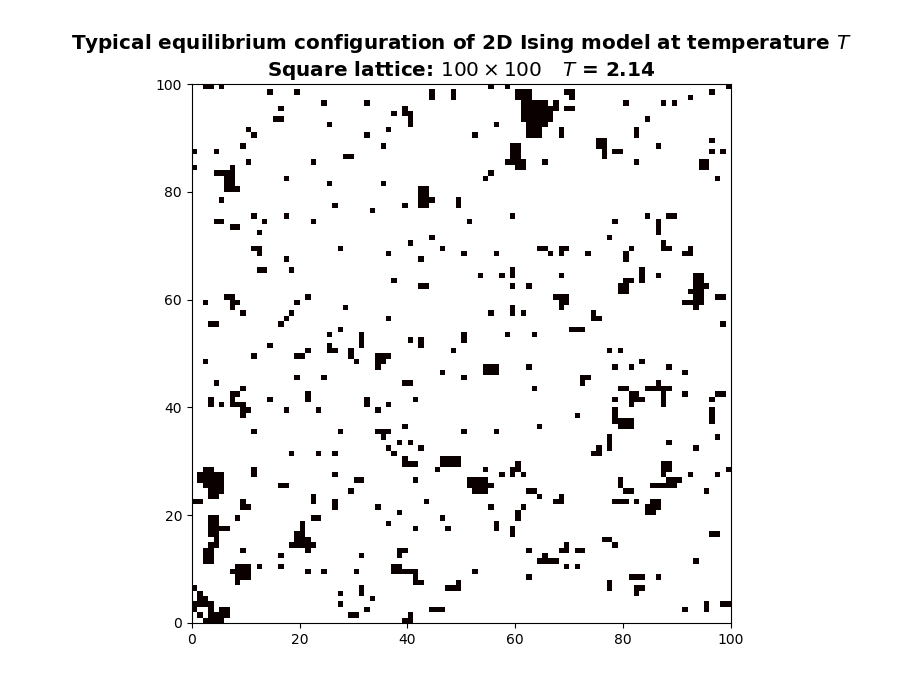 Typical equilibrium configuration of 2D Ising model at temperature T
Square lattice: 100 × 100 T = 2.14
100
80
60
40
20
0
0 20 40 60 80 100